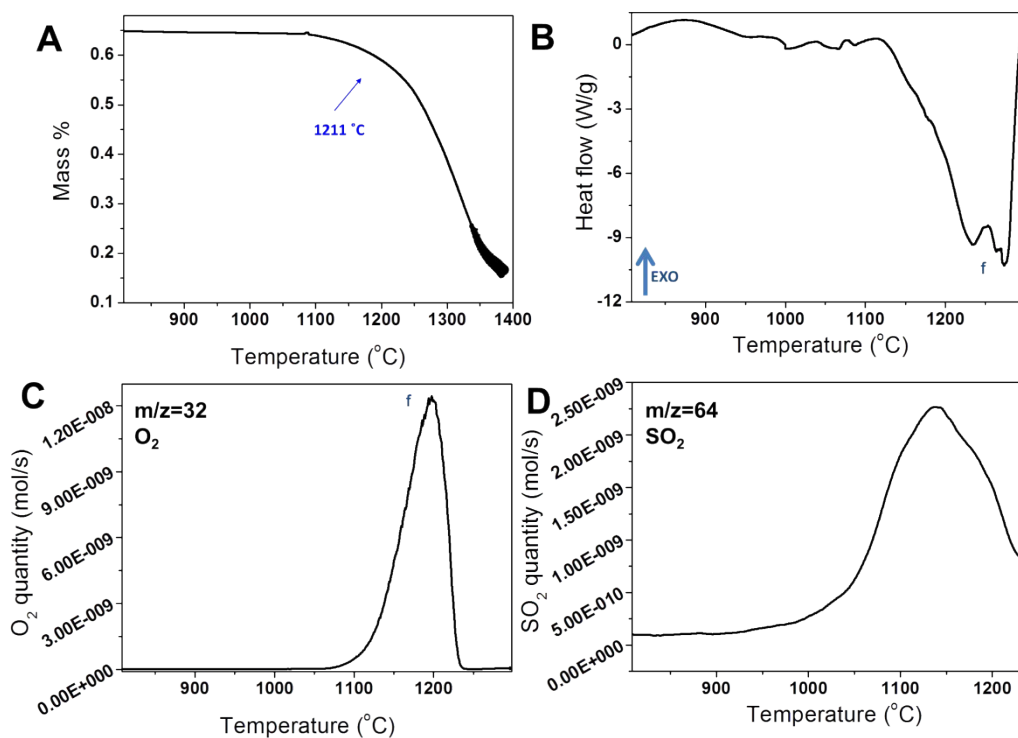 A
Mass %
0.6
0.5
0.4
0.3
0.2
0.1
1211 °C
900 1000 1100 1200 1300 1400
Temperature (°C)
B
Heat flow (W/g)
0
-3
-6
-9
-12
EXO
f
900 1000 1100 1200
Temperature (°C)
C
m/z=32
O₂
f
O₂ quantity (mol/s)
1.20E-008
9.00E-009
6.00E-009
3.00E-009
0.00E+000
900 1000 1100 1200
Temperature (°C)
D
m/z=64
SO₂
SO₂ quantity (mol/s)
2.50E-009
2.00E-009
1.50E-009
1.00E-009
5.00E-010
0.00E+000
900 1000 1100 1200
Temperature (°C)